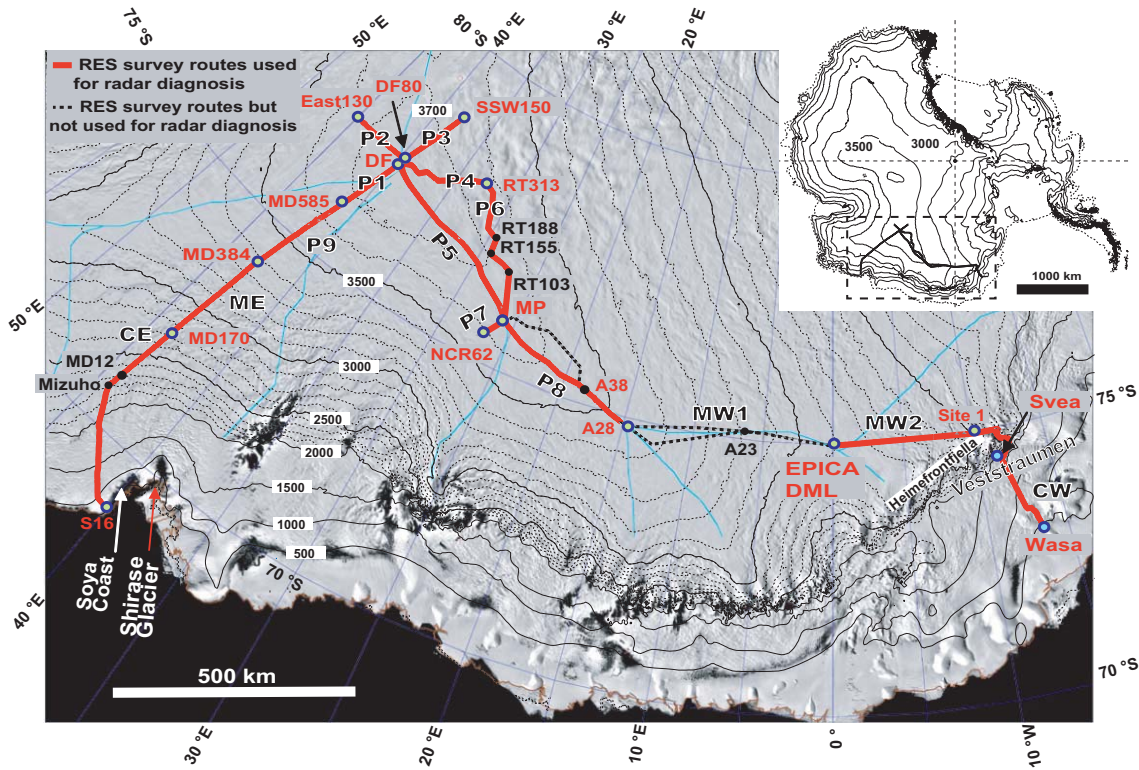 75 °S
50 °E
80 °S
40 °E
30 °E
20 °E
RES survey routes used
for radar diagnosis
RES survey routes but
not used for radar diagnosis
DF80
East130
3700
SSW150
P2
P3
DF
P1
P4
RT313
MD585
P6
RT188
RT155
P9
P5
MD384
RT103
3500
ME
MP
P7
50 °E
CE
MD170
NCR62
MD12
Mizuho
3000
P8
A38
2500
2000
A28
MW1
A23
MW2
Site 1
Svea
75 °S
EPICA
DML
Heimefrontfjella
Veststraumen
CW
Wasa
1500
S16
1000
500
70 °S
Soya
Coast
Shirase
Glacier
40 °E
500 km
70 °S
30 °E
20 °E
10 °E
0°
10 °W
3500
3000
1000 km